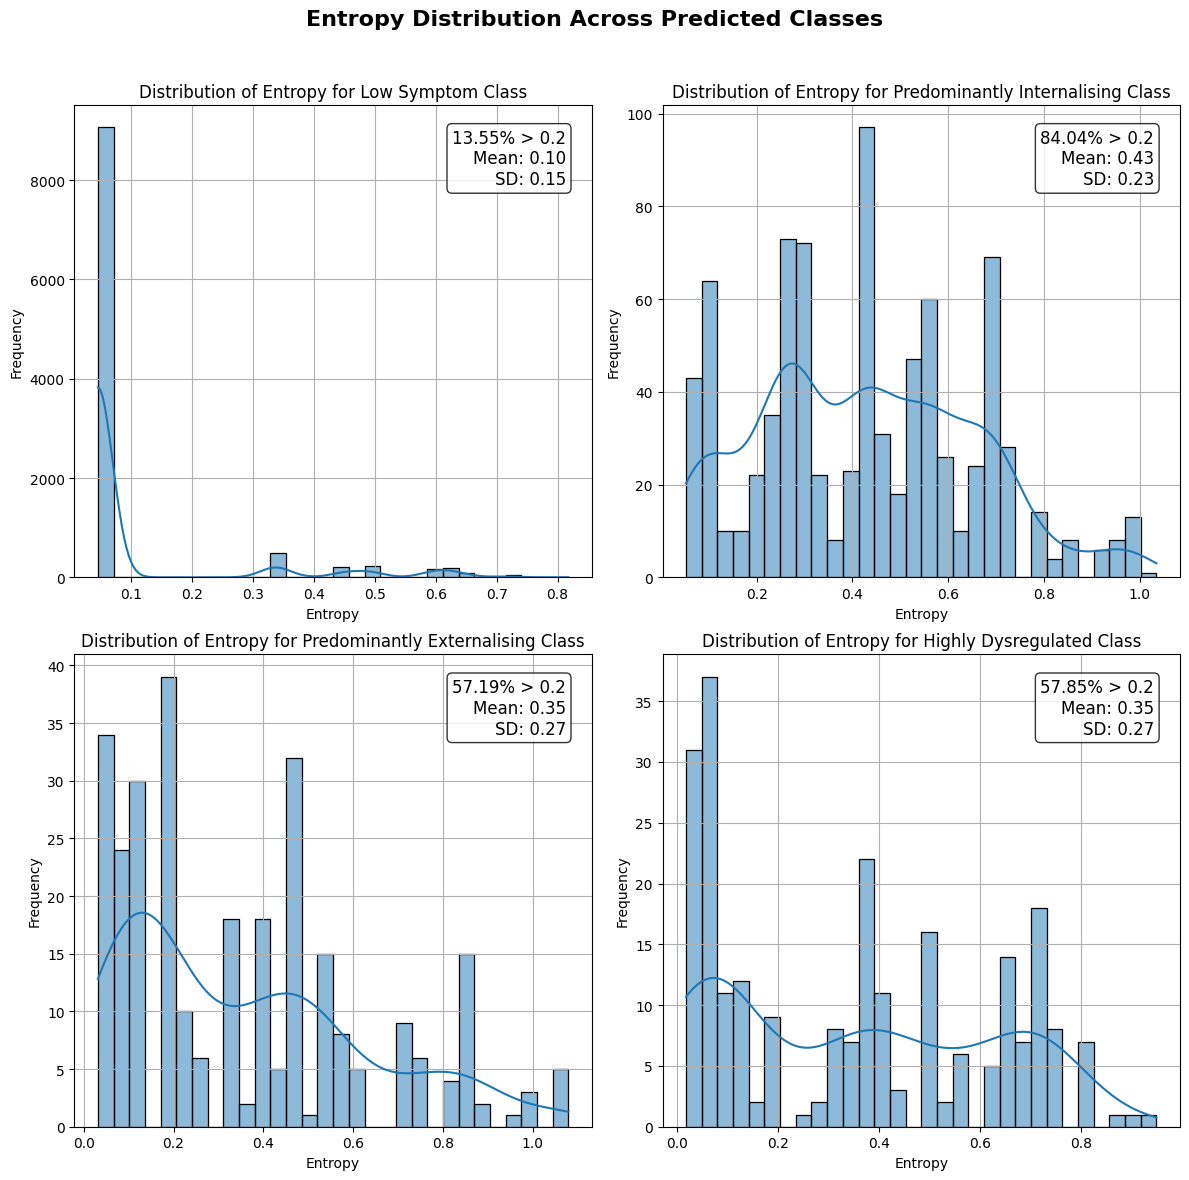 Entropy Distribution Across Predicted Classes
Distribution of Entropy for Low Symptom Class
13.55% > 0.2
Mean: 0.10
SD: 0.15
8000
6000
4000
2000
0
Frequency
0.1 0.2 0.3 0.4 0.5 0.6 0.7 0.8
Entropy
Distribution of Entropy for Predominantly Internalising Class
84.04% > 0.2
Mean: 0.43
SD: 0.23
100
80
60
40
20
0
Frequency
0.2 0.4 0.6 0.8 1.0
Entropy
Distribution of Entropy for Predominantly Externalising Class
57.19% > 0.2
Mean: 0.35
SD: 0.27
40
35
30
25
20
15
10
5
0
Frequency
0.0 0.2 0.4 0.6 0.8 1.0
Entropy
Distribution of Entropy for Highly Dysregulated Class
57.85% > 0.2
Mean: 0.35
SD: 0.27
35
30
25
20
15
10
5
0
Frequency
0.0 0.2 0.4 0.6 0.8
Entropy